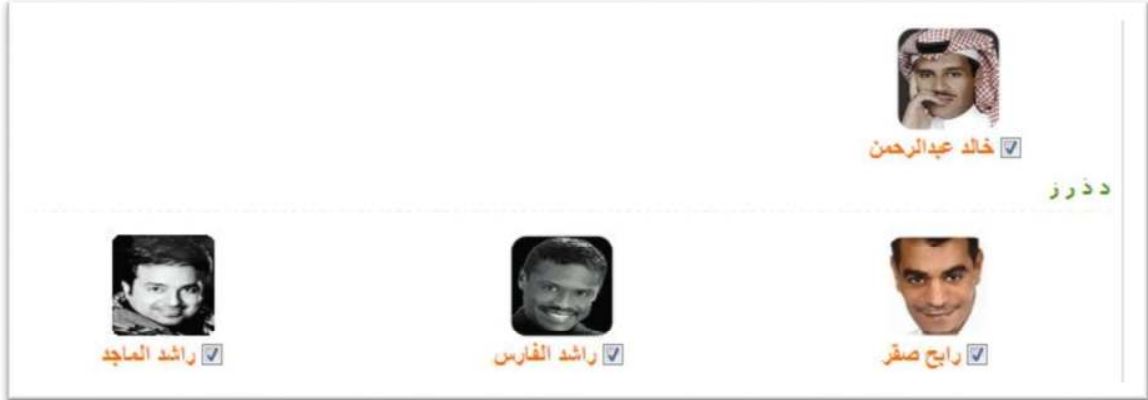 خالد عبدالرحمن
د ذ ر ز
رابح صقر
راشد الفارس
راشد الماجد